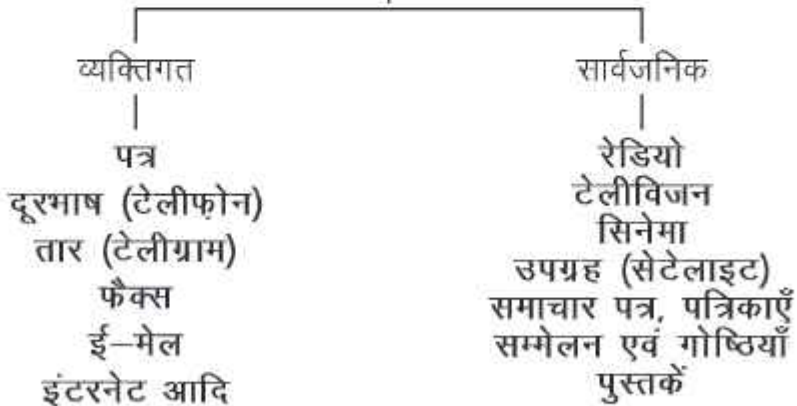 व्यक्तिगत
पत्र
दूरभाष (टेलीफ़ोन)
तार (टेलीग्राम)
फैक्स
ई–मेल
इंटरनेट आदि
सार्वजनिक
रेडियो
टेलीविजन
सिनेमा
उपग्रह (सेटेलाइट)
समाचार पत्र, पत्रिकाएँ
सम्मेलन एवं गोष्ठियाँ
पुस्तकें